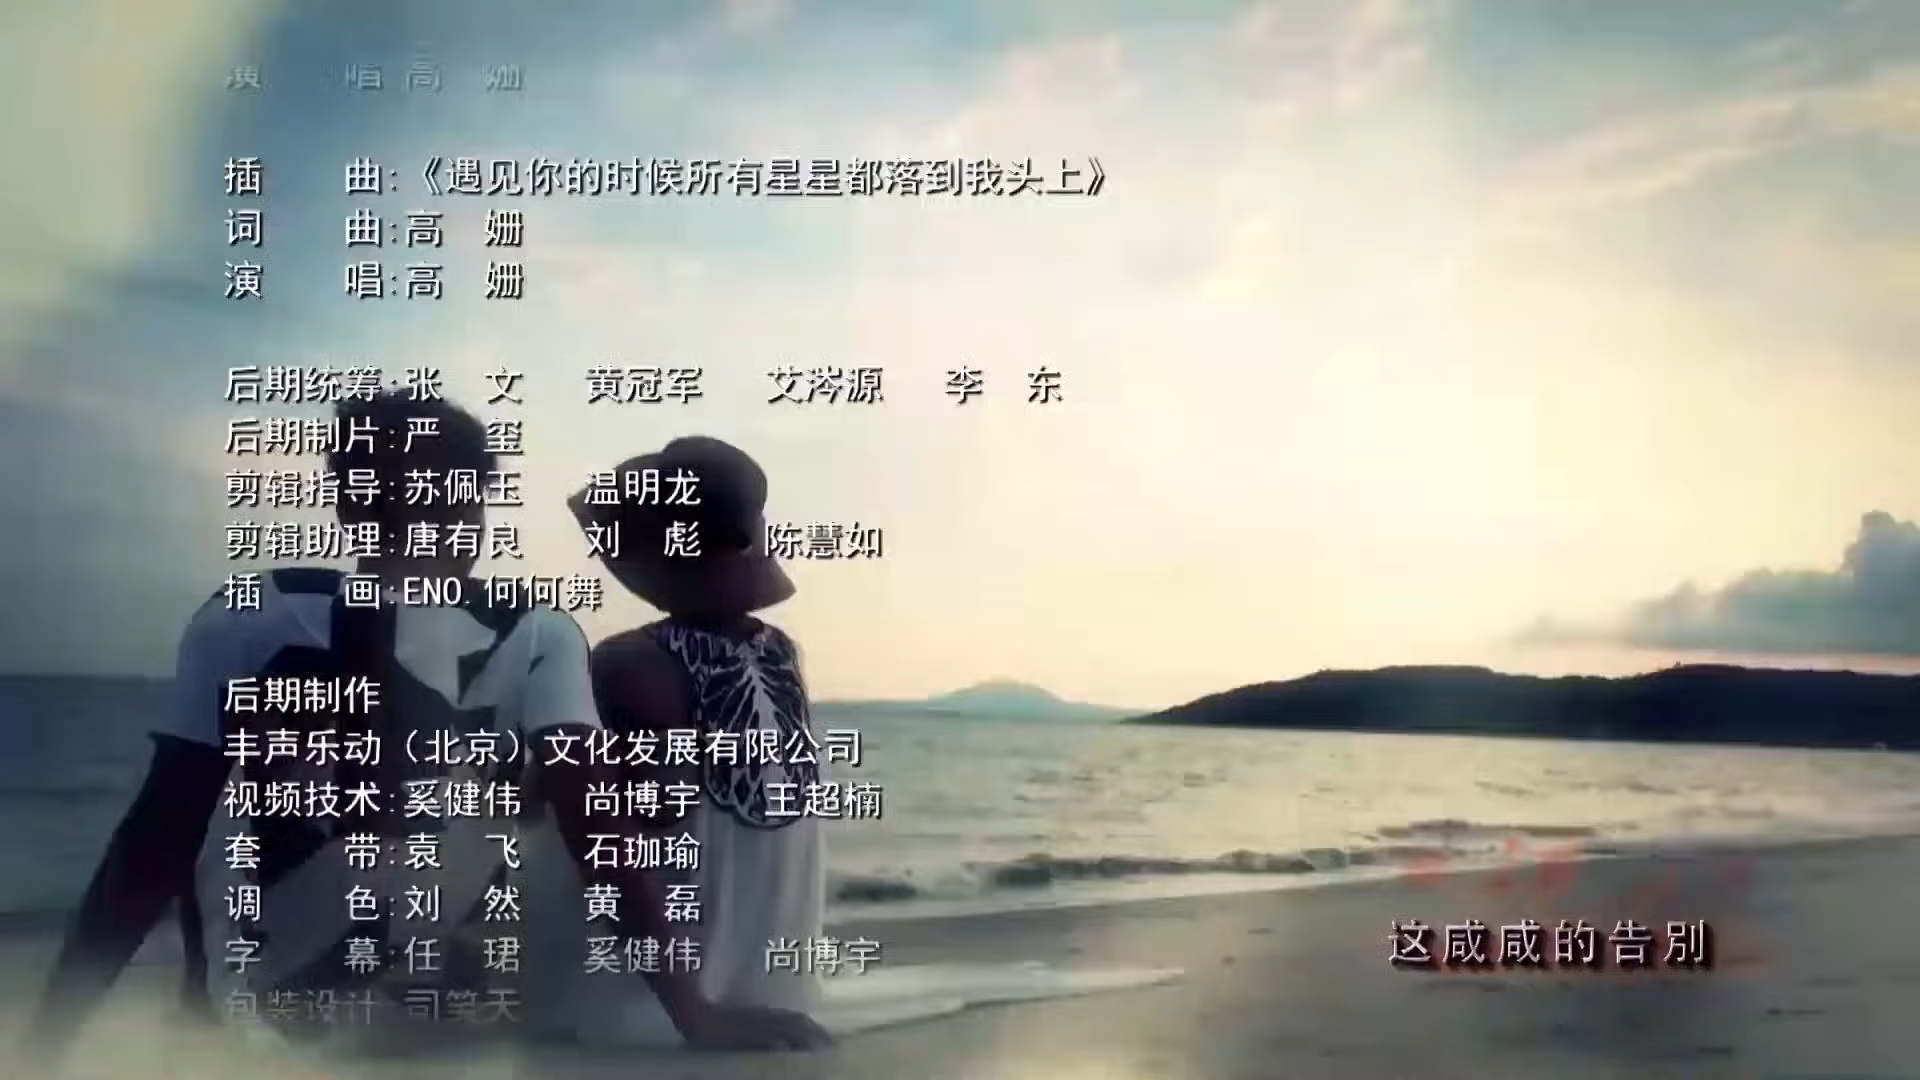 演　　唱 高　姗
插　　曲:《遇见你的时候所有星星都落到我头上》
词　　曲:高　姗
演　　唱:高　姗
后期统筹:张　文　黄冠军　艾涔源　李　东
后期制片:严　玺
剪辑指导:苏佩玉　温明龙
剪辑助理:唐有良　刘　彪　陈慧如
插　　画:ENO.何何舞
后期制作
丰声乐动（北京）文化发展有限公司
视频技术:奚健伟　尚博宇　王超楠
套　　带:袁　飞　石珈瑜
调　　色:刘　然　黄　磊
字　　幕:任　珺　奚健伟　尚博宇
包装设计 司笑天
这咸咸的告别